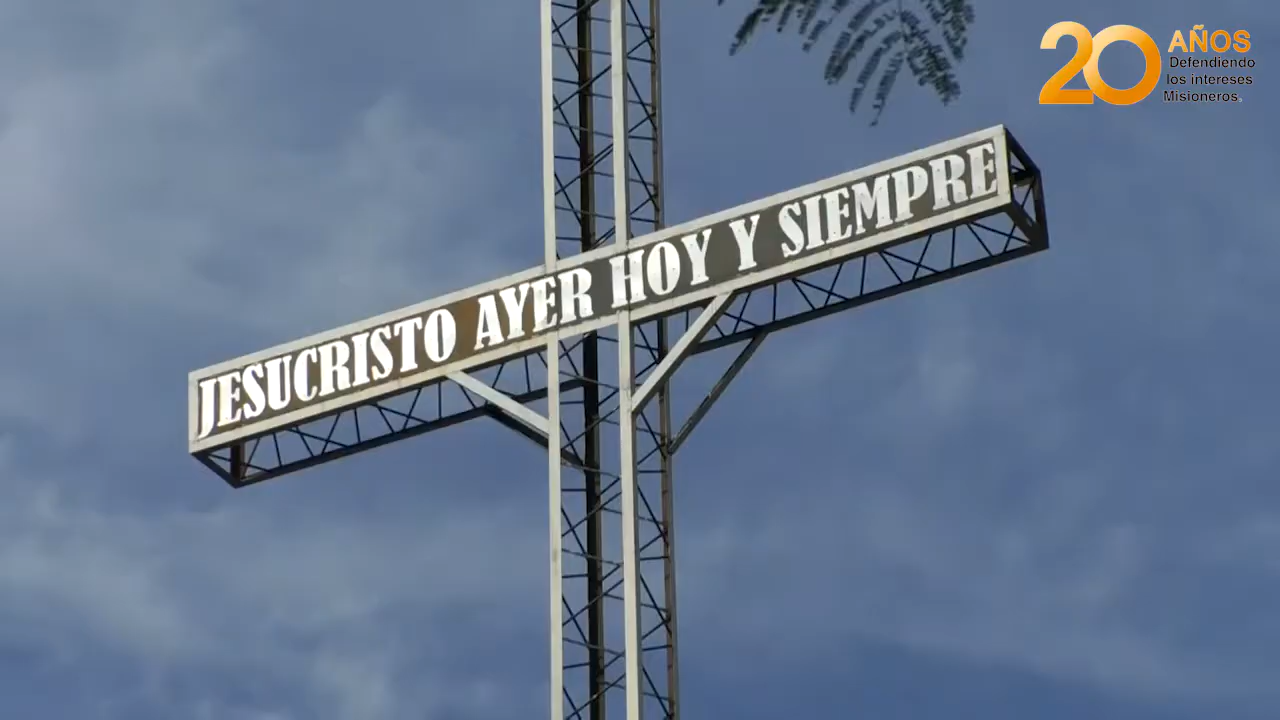 JESUCRISTO AYER HOY Y SIEMPRE
20 AÑOS
Defendiendo
los intereses
Misioneros.